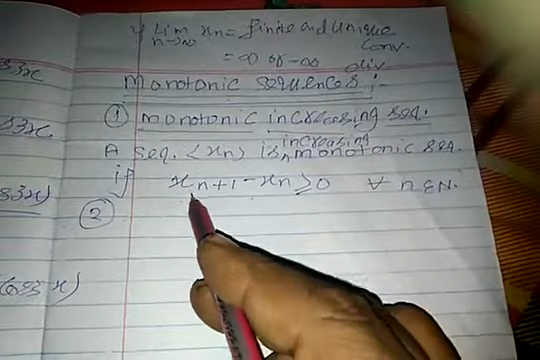 if lim xn = finite and unique conv.
n→∞
= ∞ or -∞ div
monotonic sequences :-
① monotonic increasing seq.
A seq. <xn> is increasing monotonic seq.
if xn+1 - xn ≥ 0 ∀ n ∈ N.
②